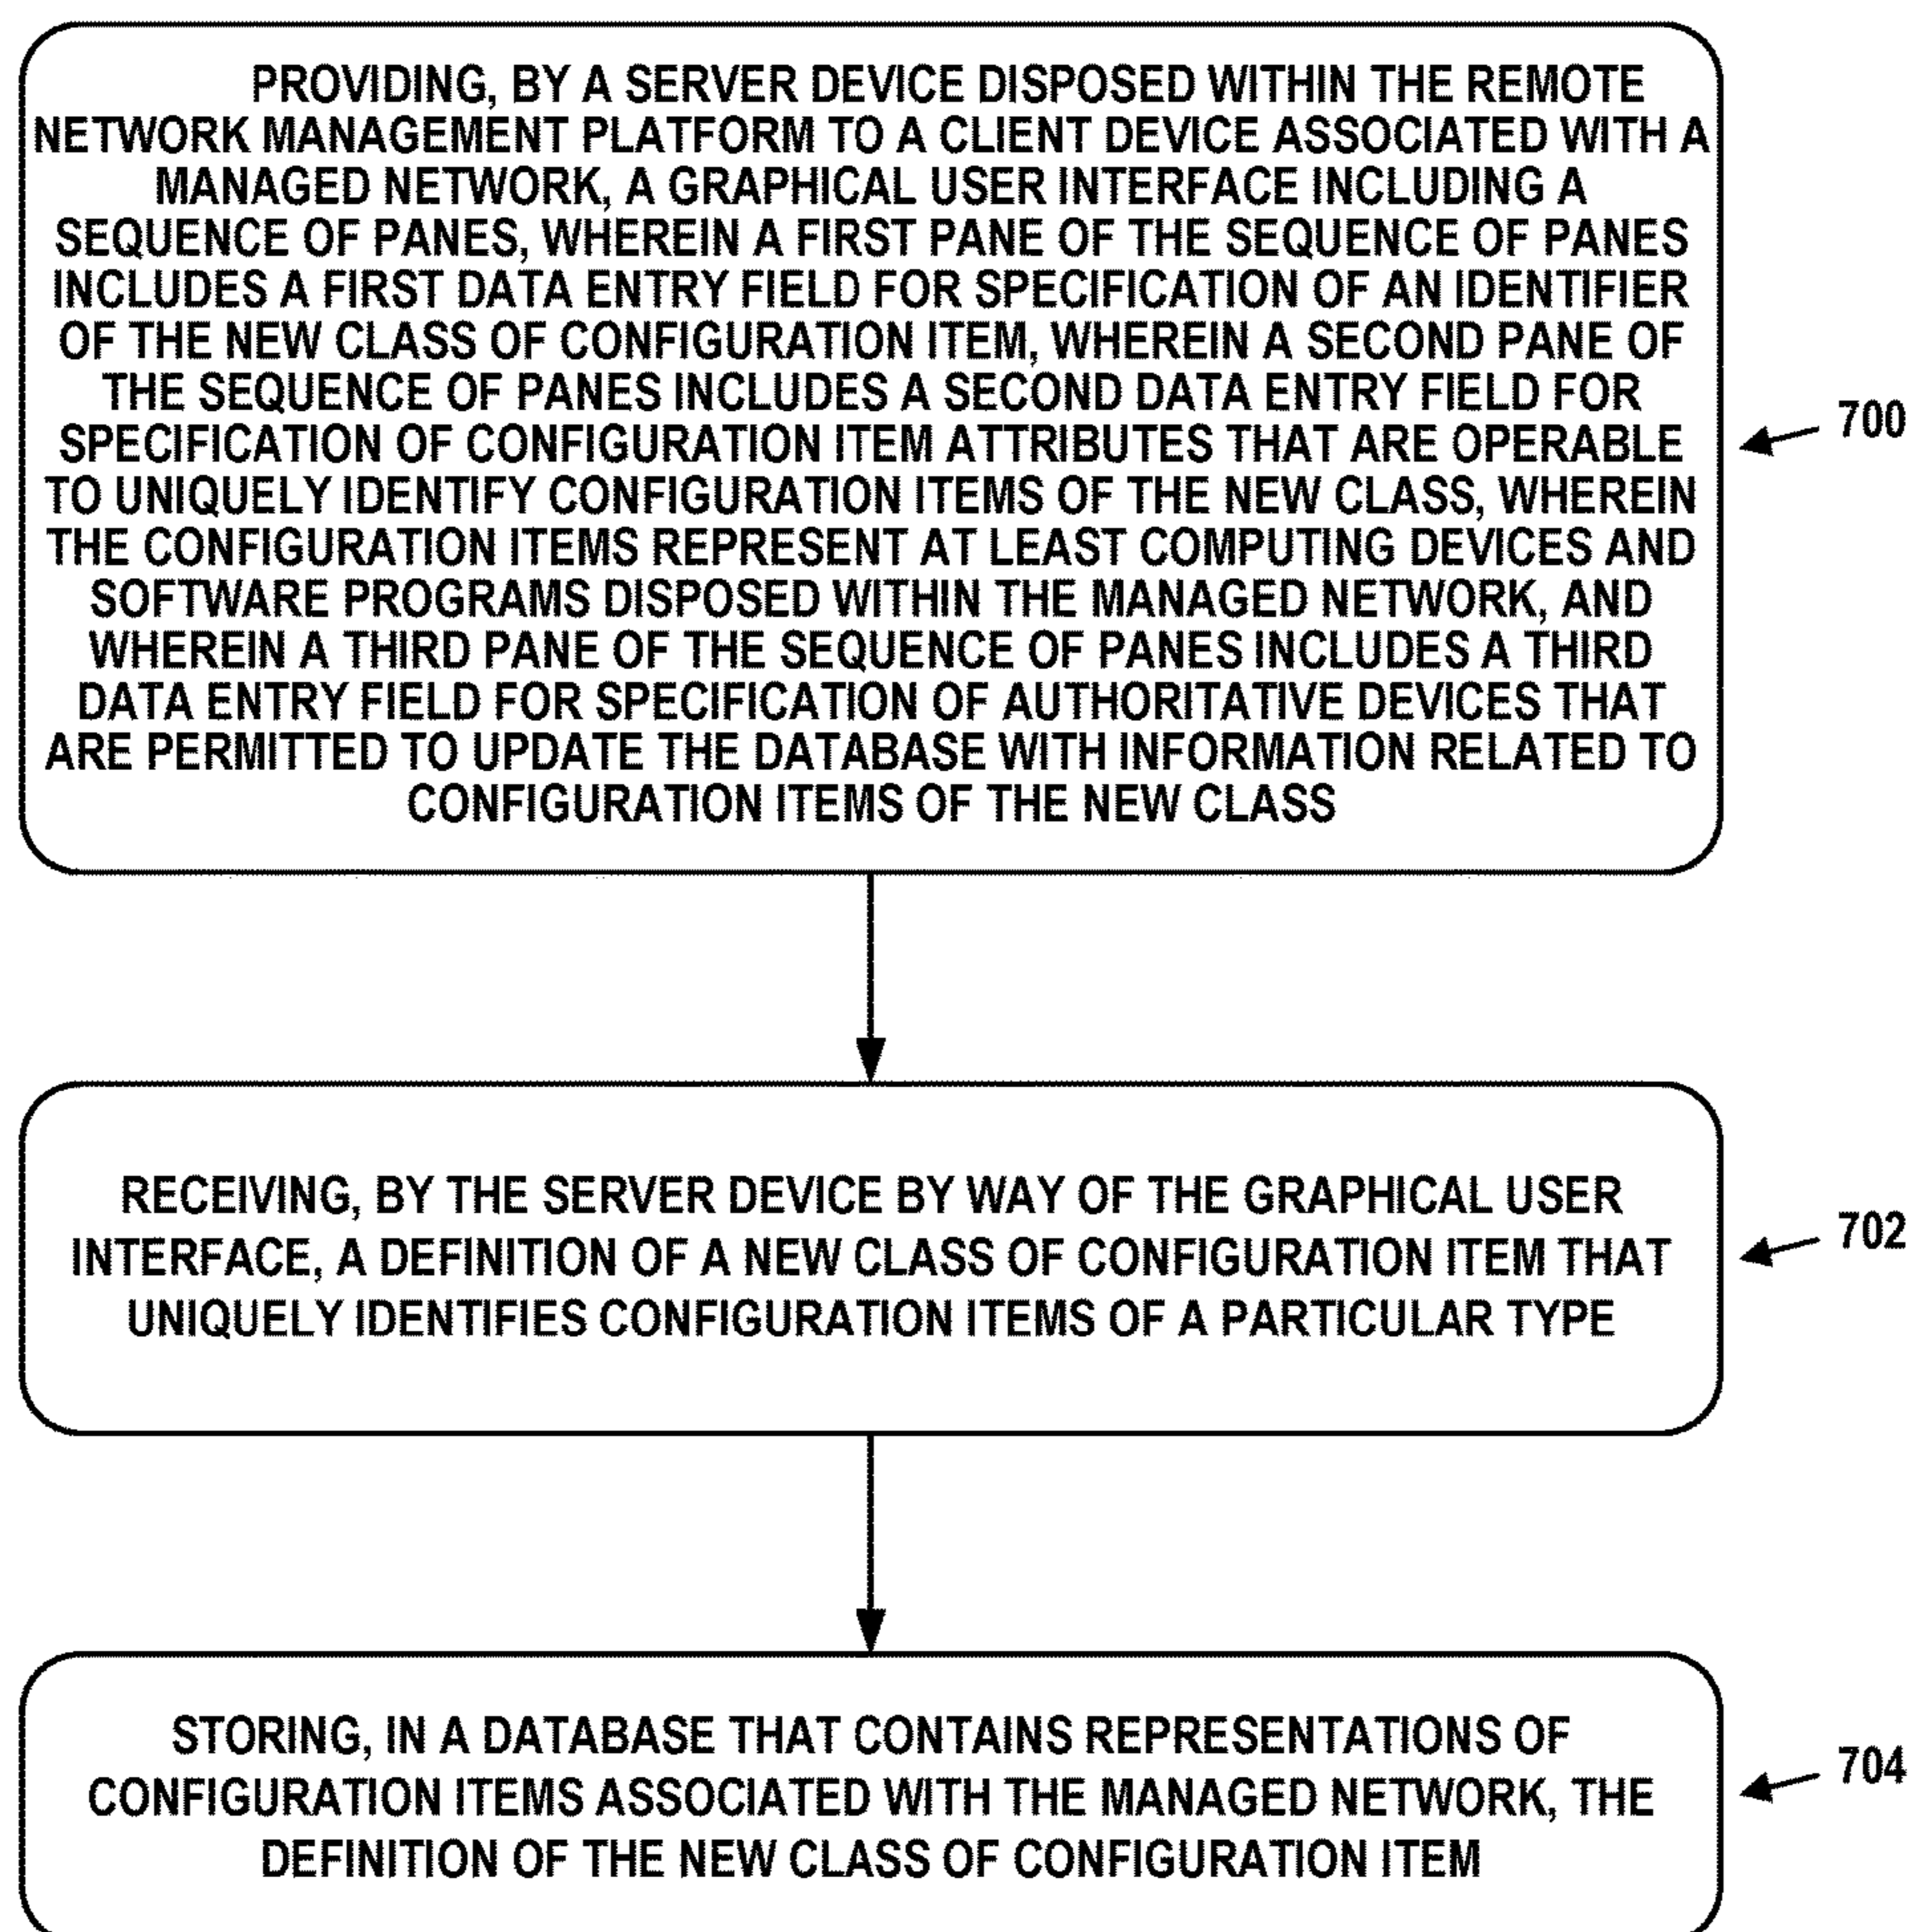 PROVIDING, BY A SERVER DEVICE DISPOSED WITHIN THE REMOTE
NETWORK MANAGEMENT PLATFORM TO A CLIENT DEVICE ASSOCIATED WITH A
MANAGED NETWORK, A GRAPHICAL USER INTERFACE INCLUDING A
SEQUENCE OF PANES, WHEREIN A FIRST PANE OF THE SEQUENCE OF PANES
INCLUDES A FIRST DATA ENTRY FIELD FOR SPECIFICATION OF AN IDENTIFIER
OF THE NEW CLASS OF CONFIGURATION ITEM, WHEREIN A SECOND PANE OF
THE SEQUENCE OF PANES INCLUDES A SECOND DATA ENTRY FIELD FOR
SPECIFICATION OF CONFIGURATION ITEM ATTRIBUTES THAT ARE OPERABLE
TO UNIQUELY IDENTIFY CONFIGURATION ITEMS OF THE NEW CLASS, WHEREIN
THE CONFIGURATION ITEMS REPRESENT AT LEAST COMPUTING DEVICES AND
SOFTWARE PROGRAMS DISPOSED WITHIN THE MANAGED NETWORK, AND
WHEREIN A THIRD PANE OF THE SEQUENCE OF PANES INCLUDES A THIRD
DATA ENTRY FIELD FOR SPECIFICATION OF AUTHORITATIVE DEVICES THAT
ARE PERMITTED TO UPDATE THE DATABASE WITH INFORMATION RELATED TO
CONFIGURATION ITEMS OF THE NEW CLASS
700
RECEIVING, BY THE SERVER DEVICE BY WAY OF THE GRAPHICAL USER
INTERFACE, A DEFINITION OF A NEW CLASS OF CONFIGURATION ITEM THAT
UNIQUELY IDENTIFIES CONFIGURATION ITEMS OF A PARTICULAR TYPE
702
STORING, IN A DATABASE THAT CONTAINS REPRESENTATIONS OF
CONFIGURATION ITEMS ASSOCIATED WITH THE MANAGED NETWORK, THE
DEFINITION OF THE NEW CLASS OF CONFIGURATION ITEM
704